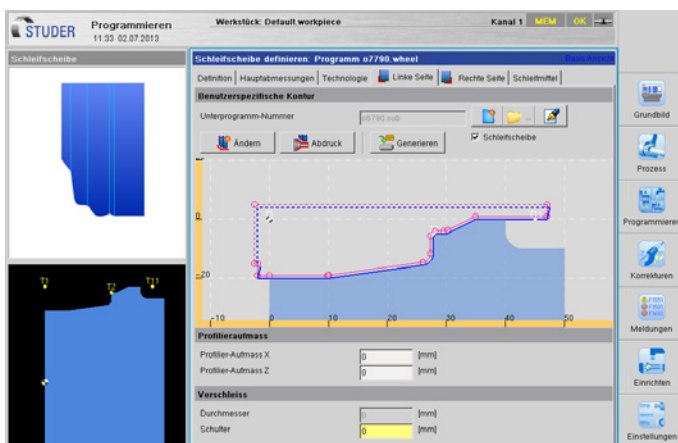 STUDER
Programmieren
11:33 02.07.2013
Werkstück: Default.workpiece
Kanal 1 MEM OK
Schleifscheibe
Schleifscheibe definieren: Programm o7790.wheel
Basis Ansicht
Definition Hauptabmessungen Technologie Linke Seite Rechte Seite Schleifmittel
Benutzerspezifische Kontur
Unterprogramm-Nummer
o6790.sub
Ändern Abdruck Generieren Schleifscheibe
0
-20
-10 0 10 20 30 40 50
T1 T2 T11
Profilieraufmass
Profilier-Aufmass X 0 [mm]
Profilier-Aufmass Z 0 [mm]
Verschleiss
Durchmesser 0 [mm]
Schulter 0 [mm]
Grundbild
Prozess
Programmieren
Korrekturen
Meldungen
Einrichten
Einstellungen